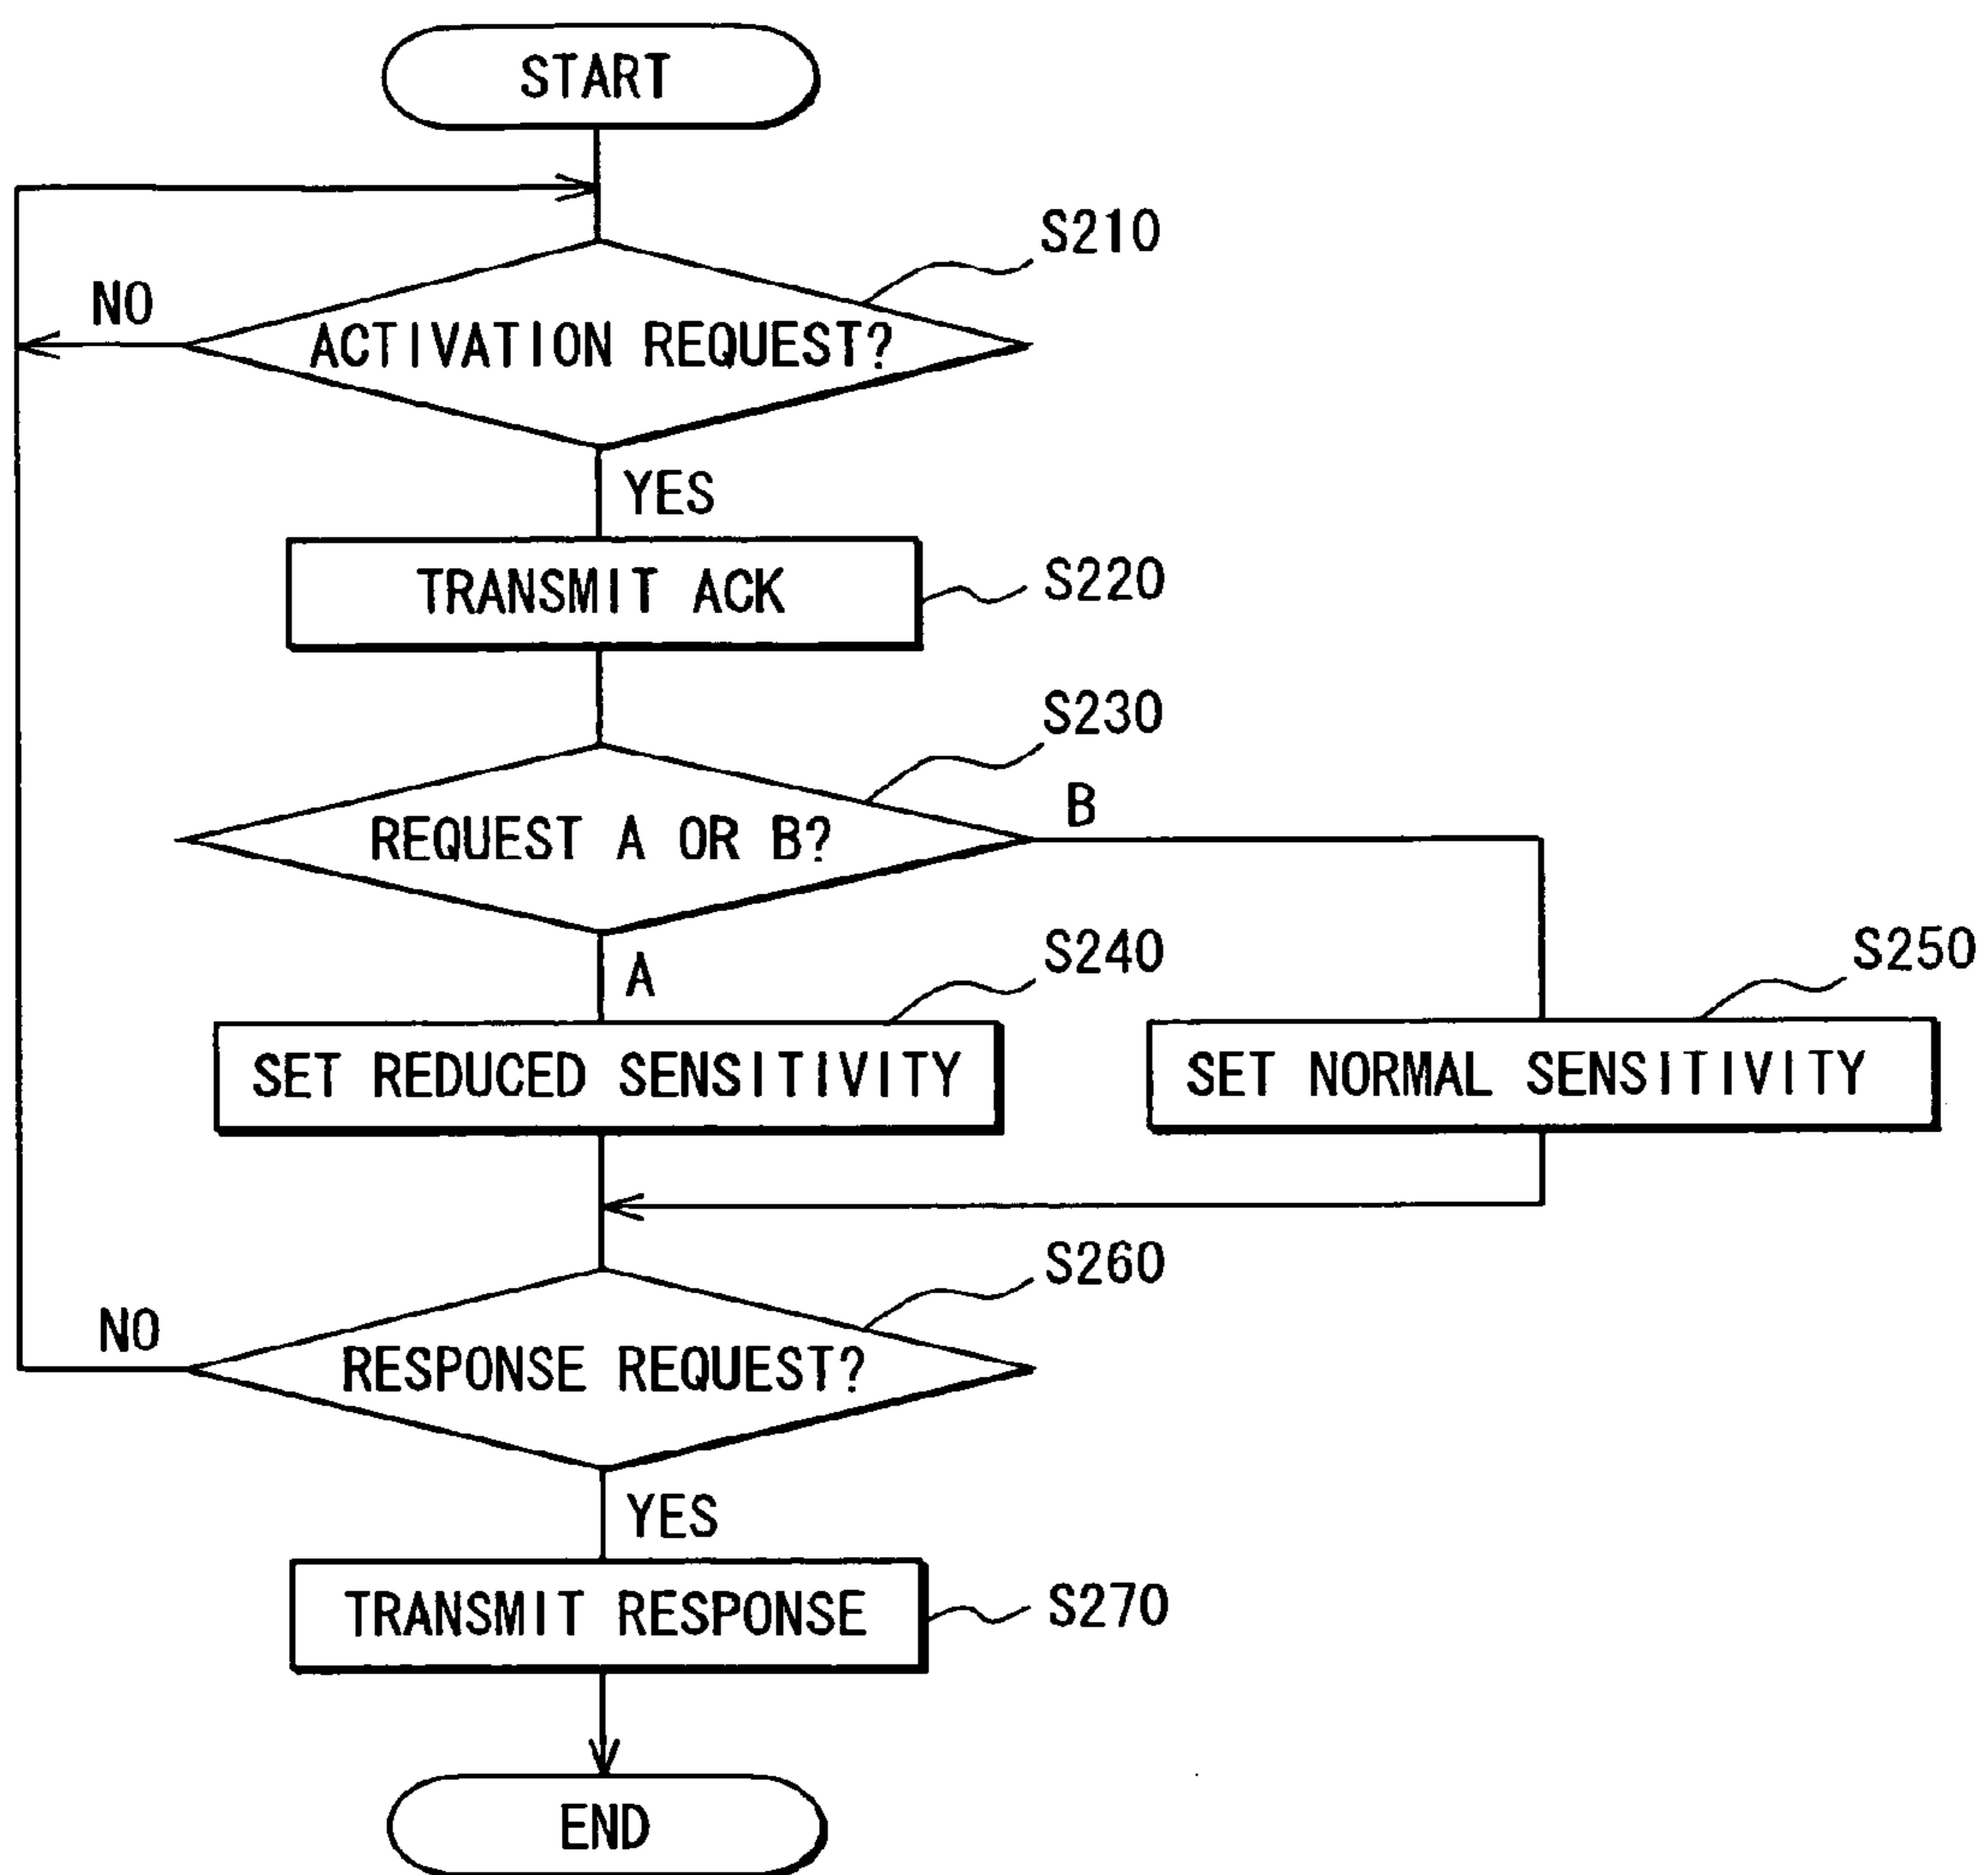 START
S210
NO
ACTIVATION REQUEST?
YES
TRANSMIT ACK
S220
S230
B
REQUEST A OR B?
A
S240
S250
SET REDUCED SENSITIVITY
SET NORMAL SENSITIVITY
S260
NO
RESPONSE REQUEST?
YES
TRANSMIT RESPONSE
S270
END